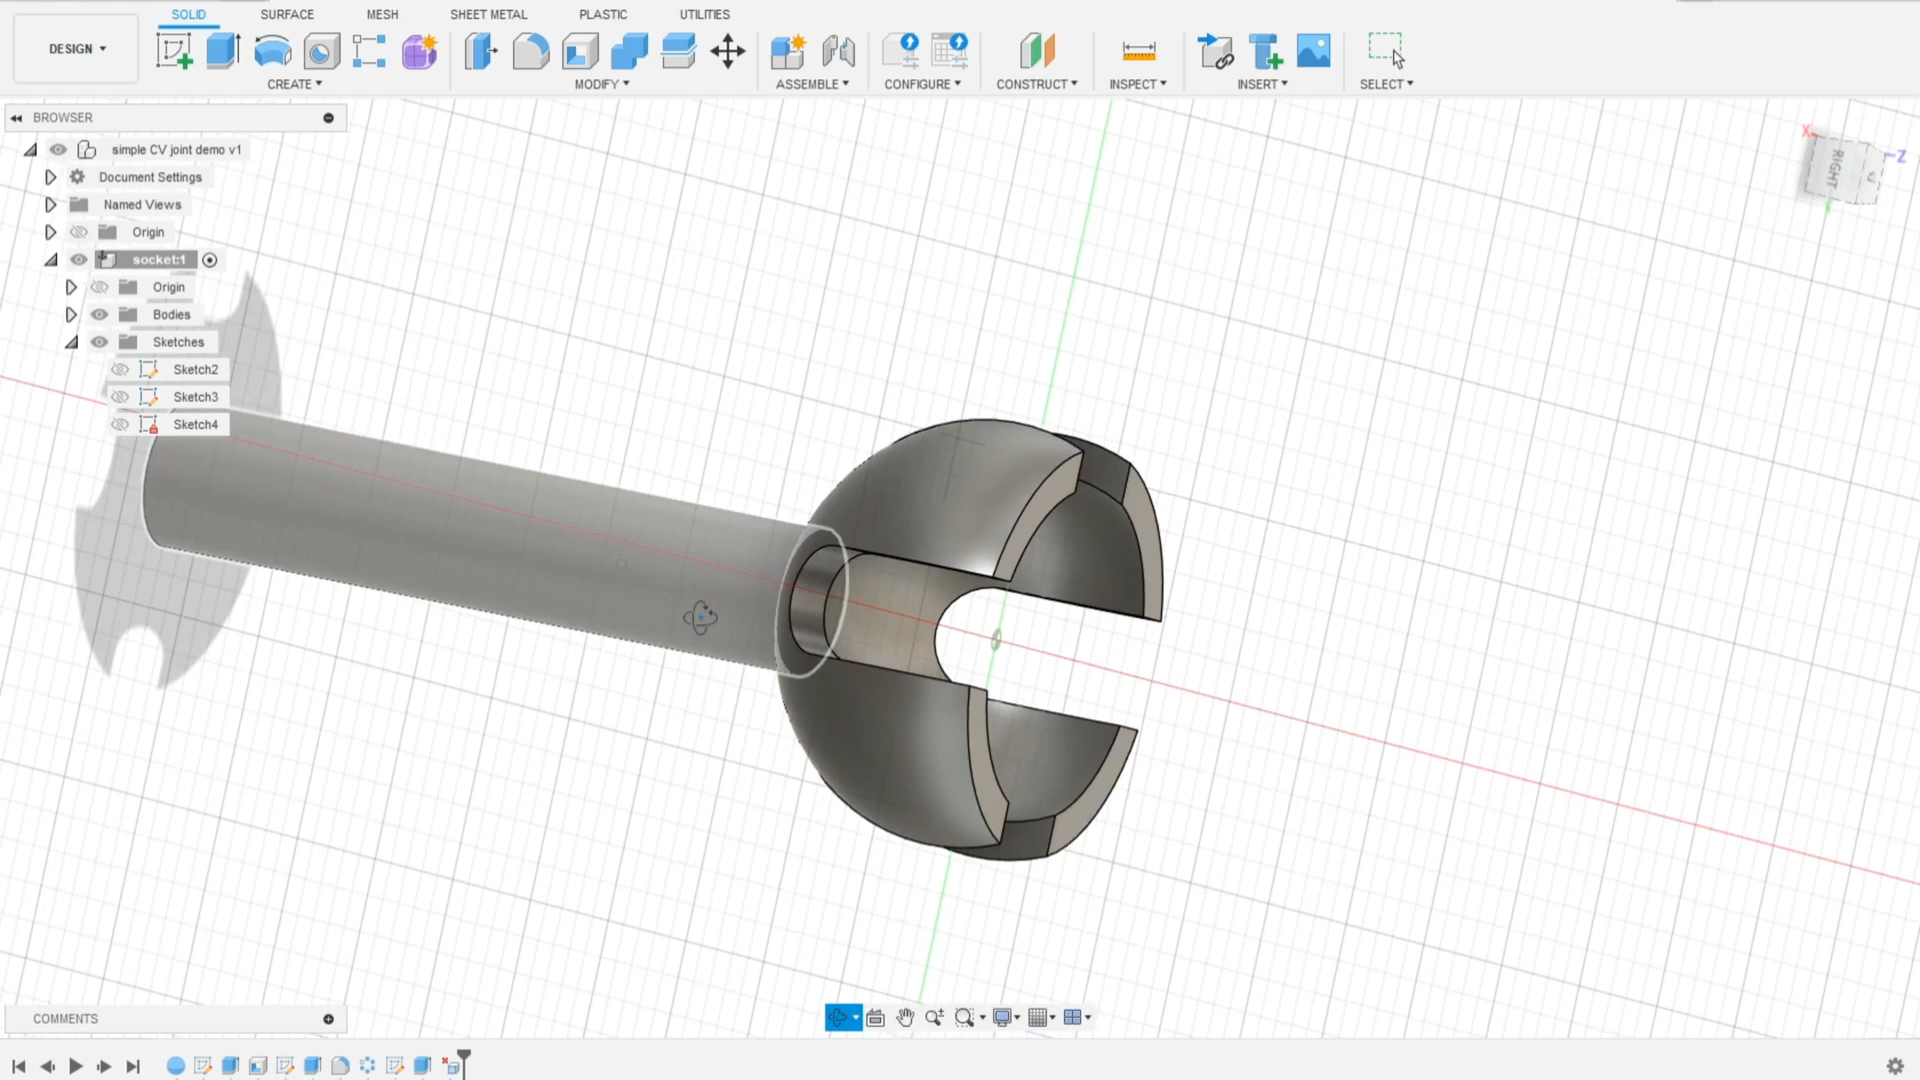 SOLID SURFACE MESH SHEET METAL PLASTIC UTILITIES
DESIGN
CREATE MODIFY ASSEMBLE CONFIGURE CONSTRUCT INSPECT INSERT SELECT
BROWSER
simple CV joint demo v1
Document Settings
Named Views
Origin
socket:1
Origin
Bodies
Sketches
Sketch2
Sketch3
Sketch4
X
Z
RIGHT
COMMENTS